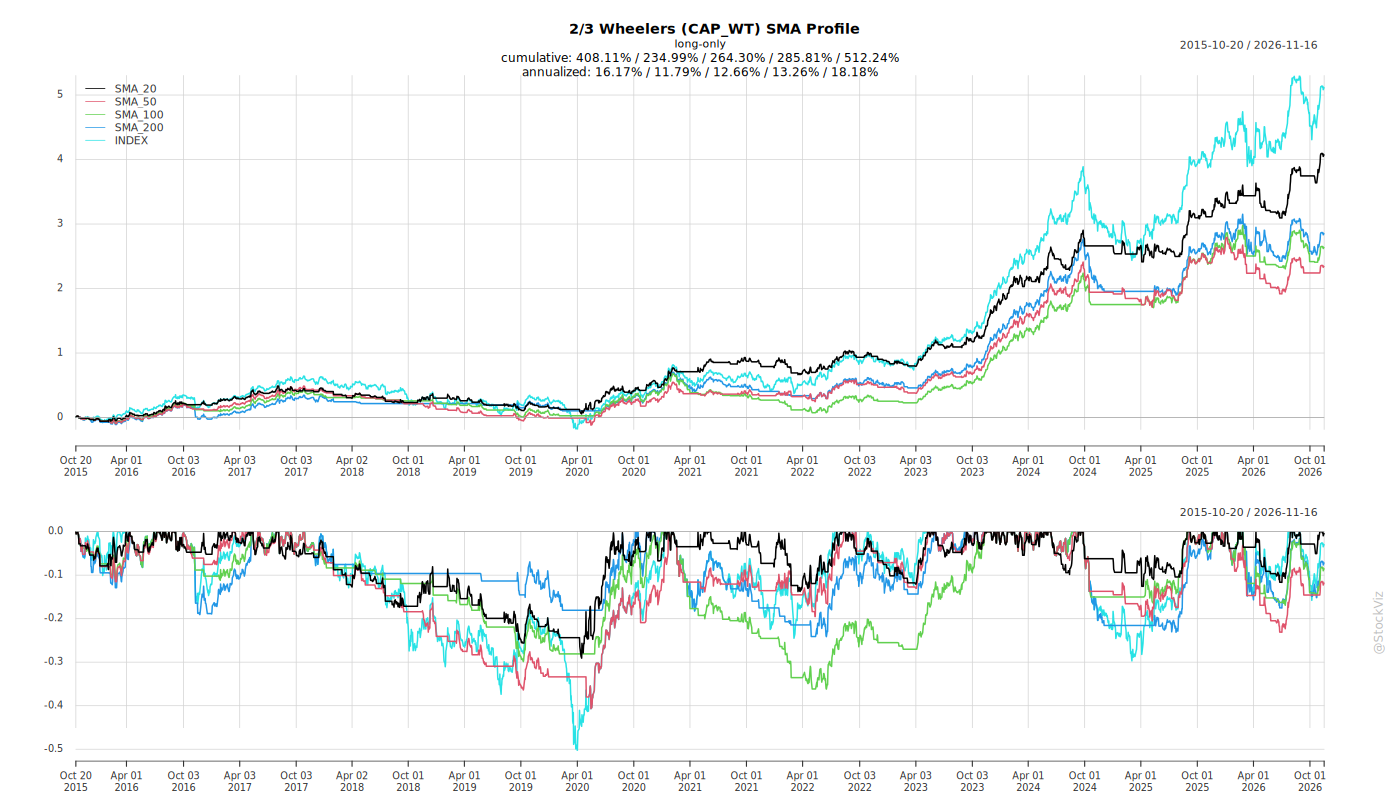 2/3 Wheelers (CAP_WT) SMA Profile
long-only
2015-10-20 / 2026-11-16
cumulative: 408.11% / 234.99% / 264.30% / 285.81% / 512.24%
annualized: 16.17% / 11.79% / 12.66% / 13.26% / 18.18%
SMA_20
SMA_50
SMA_100
SMA_200
INDEX
5
4
3
2
1
0
Oct 20 Apr 01 Oct 03 Apr 03 Oct 03 Apr 02 Oct 01 Apr 01 Oct 01 Apr 01 Oct 01 Apr 01 Oct 01 Apr 01 Oct 03 Apr 03 Oct 03 Apr 01 Oct 01 Apr 01 Oct 01 Apr 01 Oct 01
2015 2016 2016 2017 2017 2018 2018 2019 2019 2020 2020 2021 2021 2022 2022 2023 2023 2024 2024 2025 2025 2026 2026
2015-10-20 / 2026-11-16
0.0
-0.1
-0.2
-0.3
-0.4
-0.5
Oct 20 Apr 01 Oct 03 Apr 03 Oct 03 Apr 02 Oct 01 Apr 01 Oct 01 Apr 01 Oct 01 Apr 01 Oct 01 Apr 01 Oct 03 Apr 03 Oct 03 Apr 01 Oct 01 Apr 01 Oct 01 Apr 01 Oct 01
2015 2016 2016 2017 2017 2018 2018 2019 2019 2020 2020 2021 2021 2022 2022 2023 2023 2024 2024 2025 2025 2026 2026
@StockViz